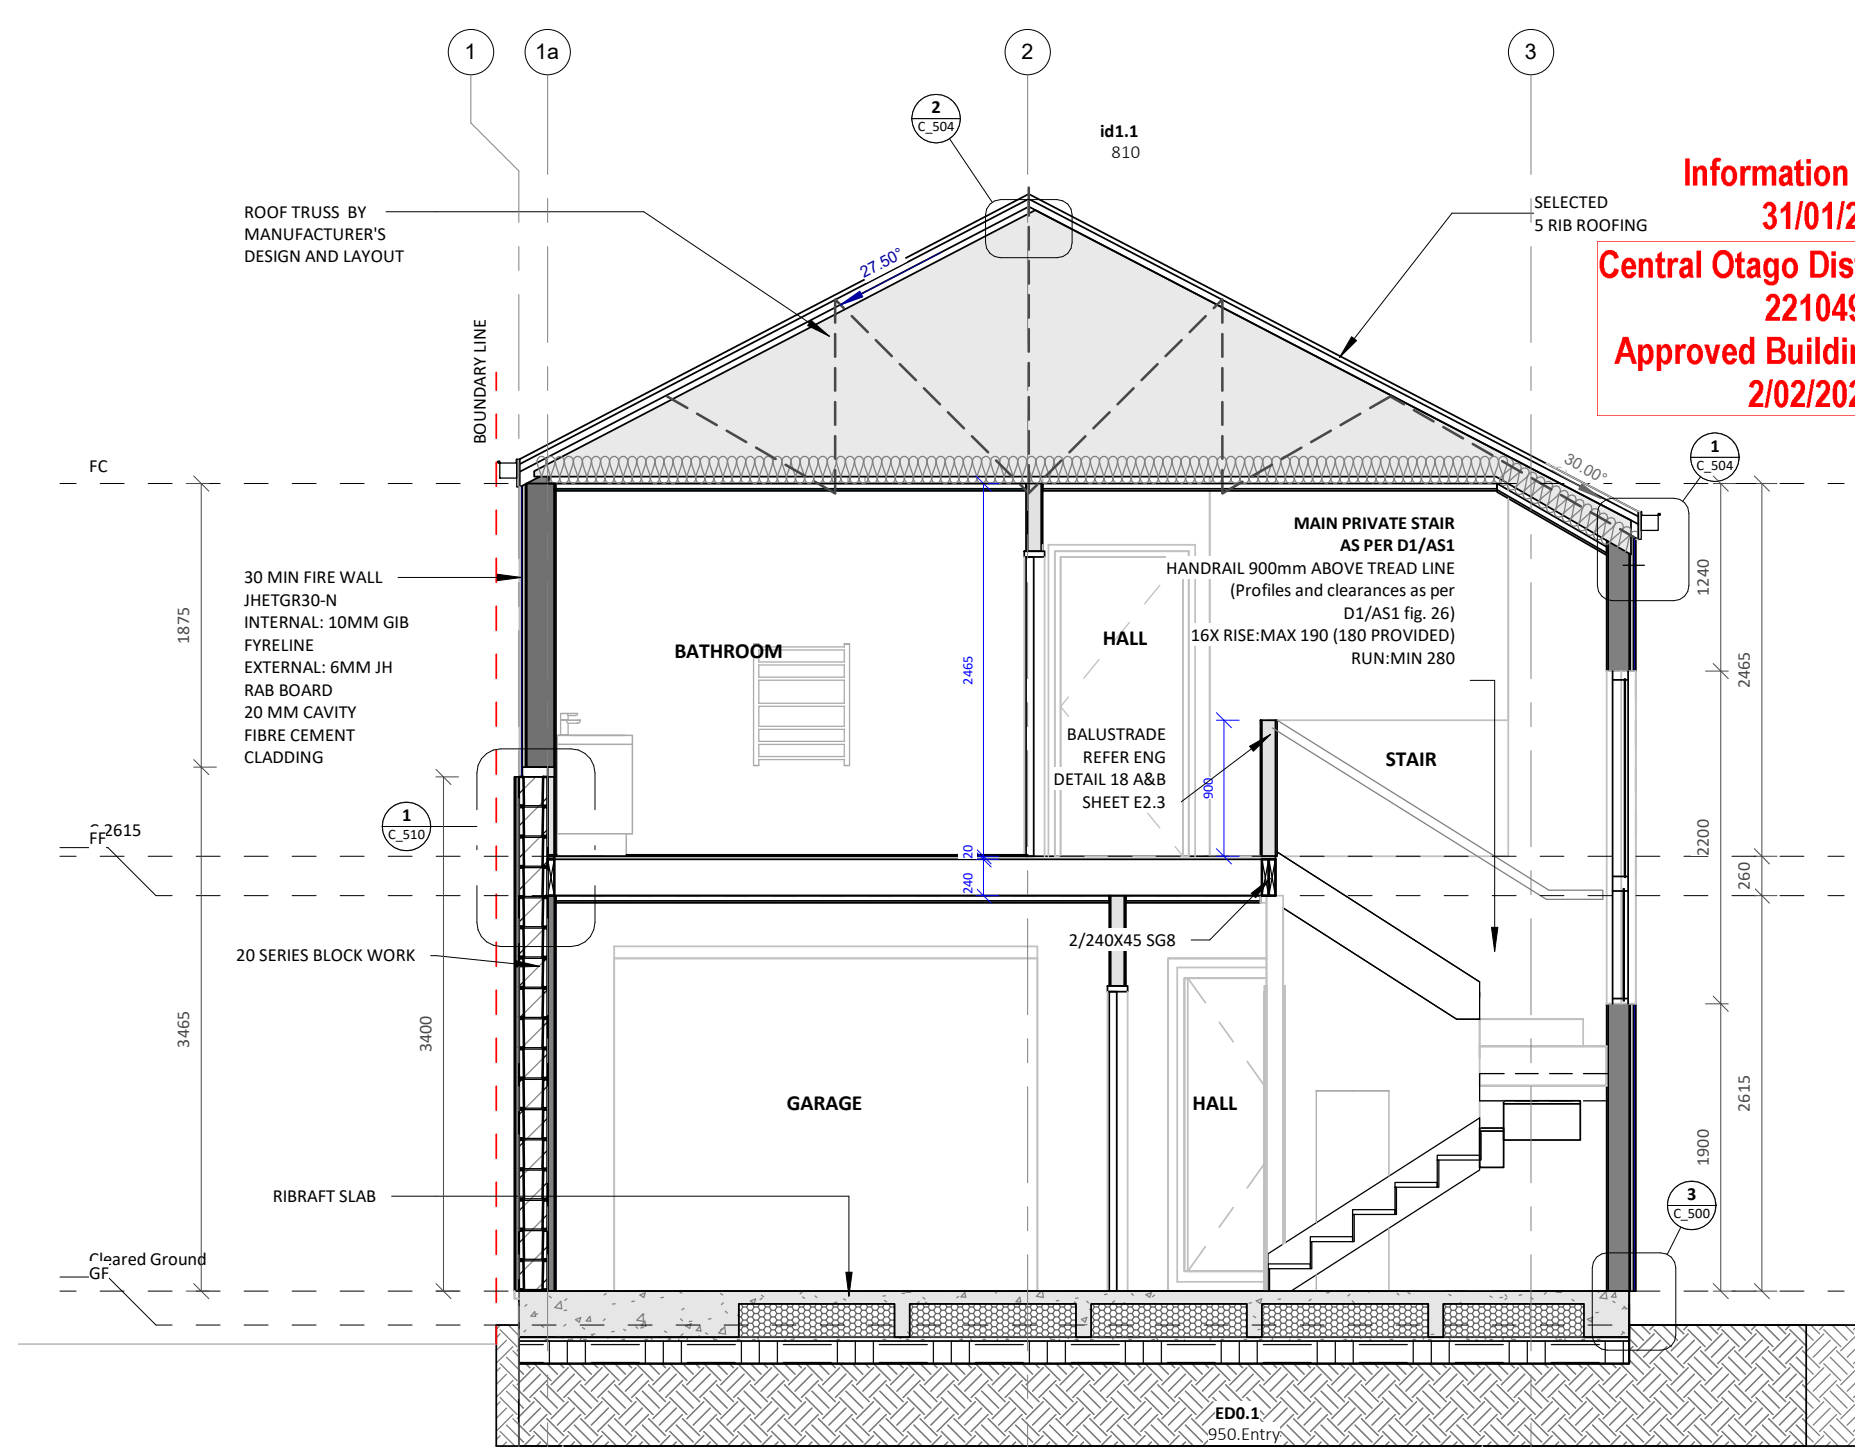 1
1a
2
3
2
C_504
id1.1
810
ROOF TRUSS BY
MANUFACTURER'S
DESIGN AND LAYOUT
27.50°
SELECTED
5 RIB ROOFING
Information
31/01/2
Central Otago Dis
221049
Approved Buildi
2/02/202
BOUNDARY LINE
FC
30.00°
1
C_504
30 MIN FIRE WALL
JHETGR30-N
INTERNAL: 10MM GIB
FYRELINE
EXTERNAL: 6MM JH
RAB BOARD
20 MM CAVITY
FIBRE CEMENT
CLADDING
1875
BATHROOM
2465
HALL
MAIN PRIVATE STAIR
AS PER D1/AS1
HANDRAIL 900mm ABOVE TREAD LINE
(Profiles and clearances as per
D1/AS1 fig. 26)
16X RISE:MAX 190 (180 PROVIDED)
RUN:MIN 280
1240
2465
BALUSTRADE
REFER ENG
DETAIL 18 A&B
SHEET E2.3
900
STAIR
1
C_510
2615
FF
20
240
2200
260
20 SERIES BLOCK WORK
2/240X45 SG8
3465
3400
GARAGE
HALL
2615
1900
RIBRAFT SLAB
3
C_500
Cleared Ground
GF
ED0.1
950.Entry